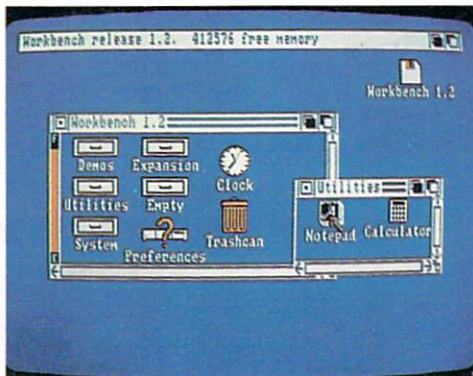 Workbench release 1.2. 412576 free memory
Workbench 1.2
Workbench 1.2
Demos Expansion
Clock
Utilities Empty
System
Preferences
Trashcan
Utilities
Notepad Calculator